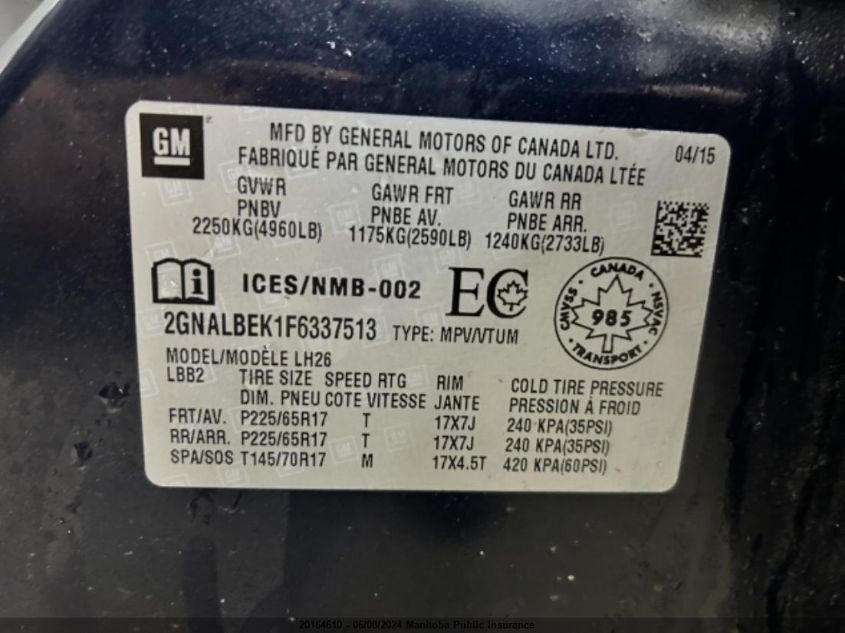 GM
MFD BY GENERAL MOTORS OF CANADA LTD.
04/15
FABRIQUÉ PAR GENERAL MOTORS DU CANADA LTÉE
GVWR GAWR FRT GAWR RR
PNBV PNBE AV. PNBE ARR.
2250KG(4960LB) 1175KG(2590LB) 1240KG(2733LB)
i ICES/NMB-002 EC
CANADA
CMVSS 985 NSVAC
TRANSPORT
2GNALBEK1F6337513 TYPE: MPV/VTUM
MODEL/MODÈLE LH26
LBB2 TIRE SIZE SPEED RTG RIM COLD TIRE PRESSURE
DIM. PNEU COTE VITESSE JANTE PRESSION À FROID
FRT/AV. P225/65R17 T 17X7J 240 KPA(35PSI)
RR/ARR. P225/65R17 T 17X7J 240 KPA(35PSI)
SPA/SOS T145/70R17 M 17X4.5T 420 KPA(60PSI)
20164610 - 06/08/2024 Manitoba Public Insurance